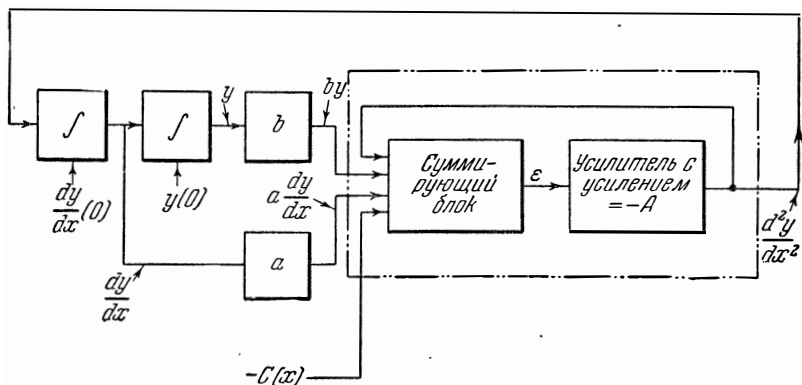 y
by
∫
∫
b
Сумми-
рующий
блок
ε
Усилитель с
усилением
=-A
dy/dx (0)
y(0)
a dy/dx
d²y/dx²
a
dy/dx
-C(x)